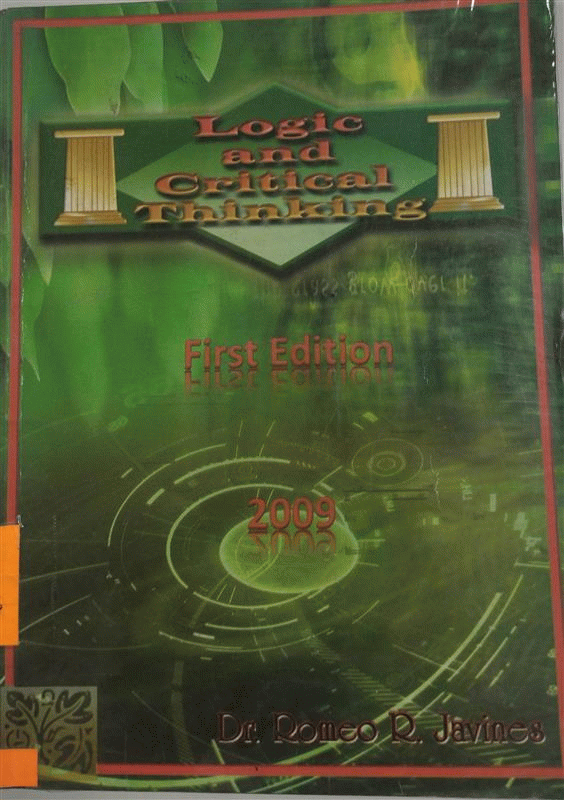 Logic
and
Critical
Thinking
First Edition
2009
Dr. Romeo R. Javines